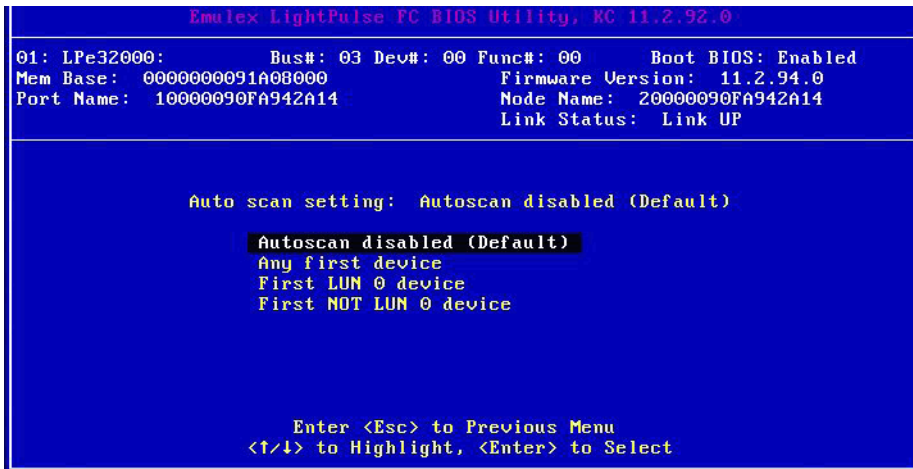 Emulex LightPulse FC BIOS Utility, KC 11.2.92.0
01: LPe32000: Bus#: 03 Dev#: 00 Func#: 00 Boot BIOS: Enabled
Mem Base: 0000000091A08000 Firmware Version: 11.2.94.0
Port Name: 10000090FA942A14 Node Name: 20000090FA942A14
Link Status: Link UP
Auto scan setting: Autoscan disabled (Default)
Autoscan disabled (Default)
Any first device
First LUN 0 device
First NOT LUN 0 device
Enter <Esc> to Previous Menu
<↑/↓> to Highlight, <Enter> to Select